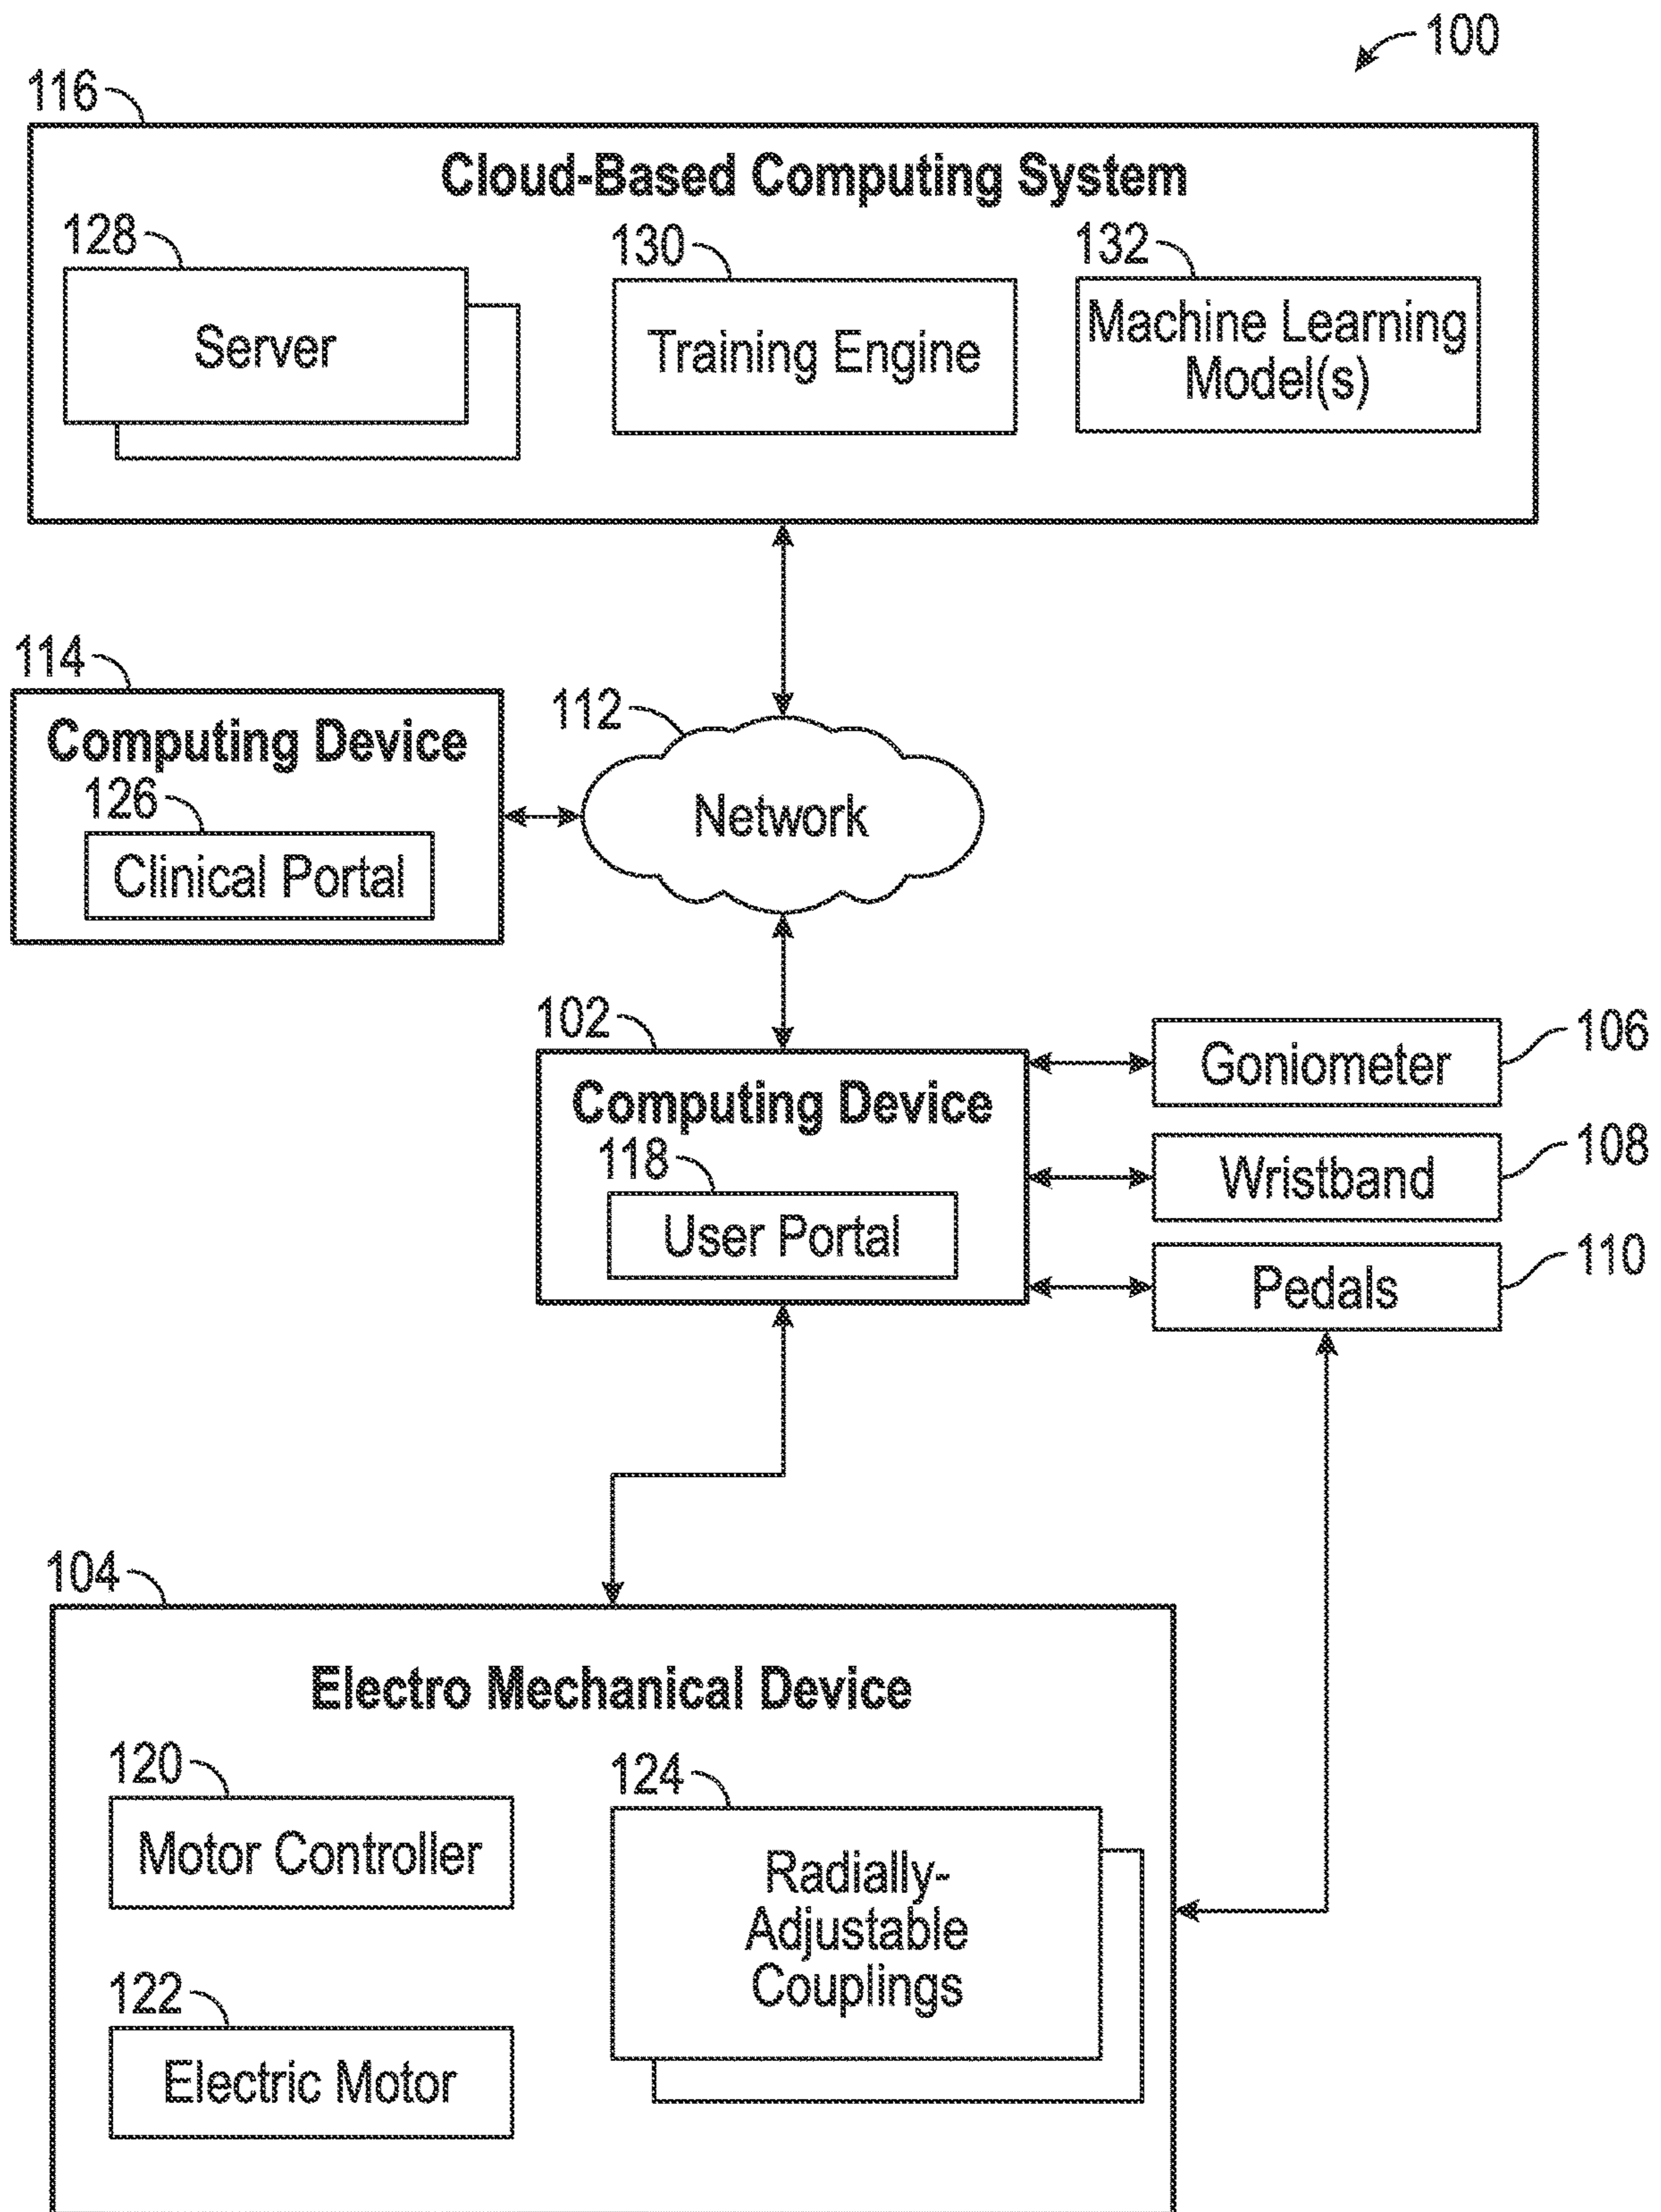 100
116
Cloud-Based Computing System
128
130
132
Server
Training Engine
Machine Learning
Model(s)
114
Computing Device
126
Clinical Portal
112
Network
102
Computing Device
118
User Portal
Goniometer
106
Wristband
108
Pedals
110
104
Electro Mechanical Device
120
Motor Controller
122
Electric Motor
124
Radially-
Adjustable
Couplings